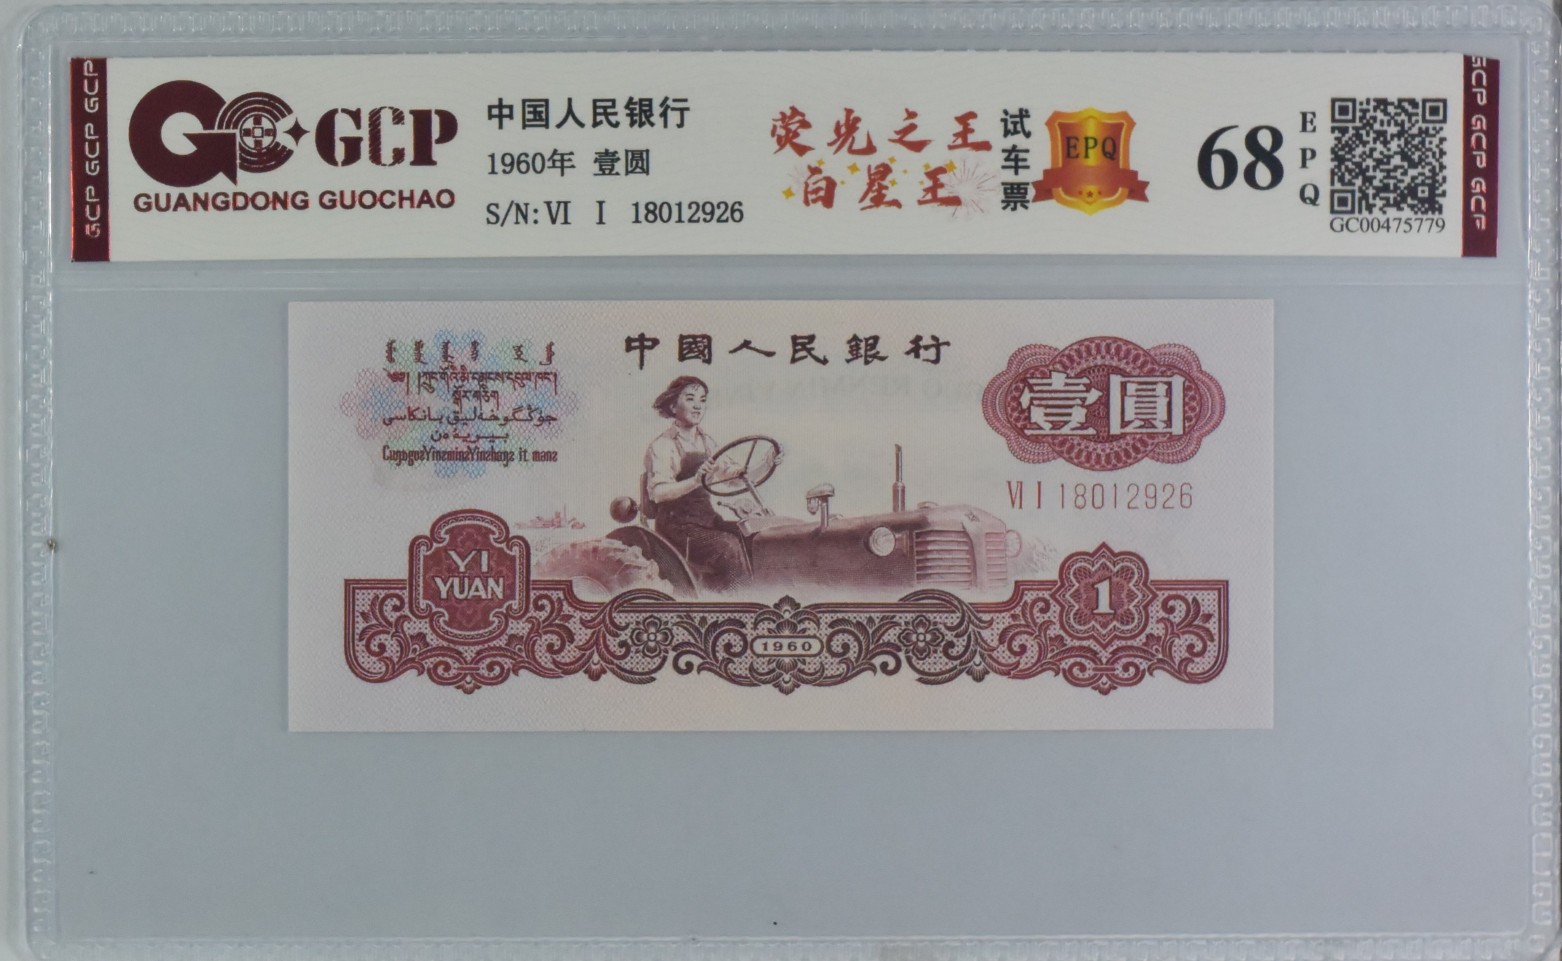 GCP
GUANGDONG GUOCHAO
中国人民银行
1960年 壹圆
S/N: VI I 18012926
荧光之王
白星王
试车票
EPQ
68
EPQ
GC00475779
GCP GCP GCP
GCP GCP GCP
中國人民銀行
壹圓
VI I 18012926
YI
YUAN
1960
1